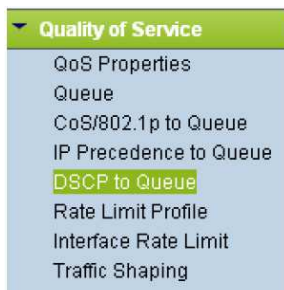 Quality of Service
QoS Properties
Queue
CoS/802.1p to Queue
IP Precedence to Queue
DSCP to Queue
Rate Limit Profile
Interface Rate Limit
Traffic Shaping